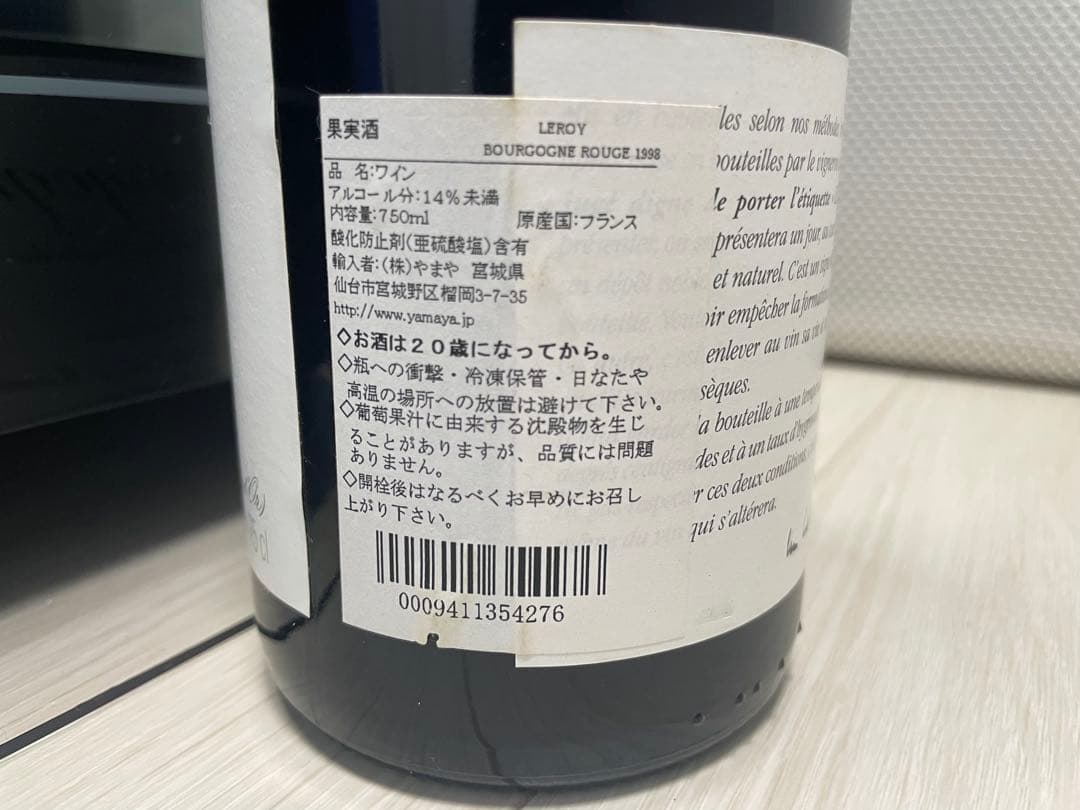 果実酒
LEROY
BOURGOGNE ROUGE 1998
品 名:ワイン
アルコール分:14%未満
内容量:750ml 原産国:フランス
酸化防止剤(亜硫酸塩)含有
輸入者:(株)やまや 宮城県
仙台市宮城野区榴岡3-7-35
http://www.yamaya.jp
◇お酒は20歳になってから。
◇瓶への衝撃・冷凍保管・日なたや
高温の場所への放置は避けて下さい。
◇葡萄果汁に由来する沈殿物を生じ
ることがありますが、品質には問題
ありません。
◇開栓後はなるべくお早めにお召し
上がり下さい。
0009411354276
lles selon nos
bouteilles par le vigneron
le porter l'étiquette
présentera un jour, au
et naturel. C'est un
oir empêcher la
enlever au vin sa
sèques.
a bouteille à une
des et à un taux
r ces deux conditions
qui s'altérera.
cl